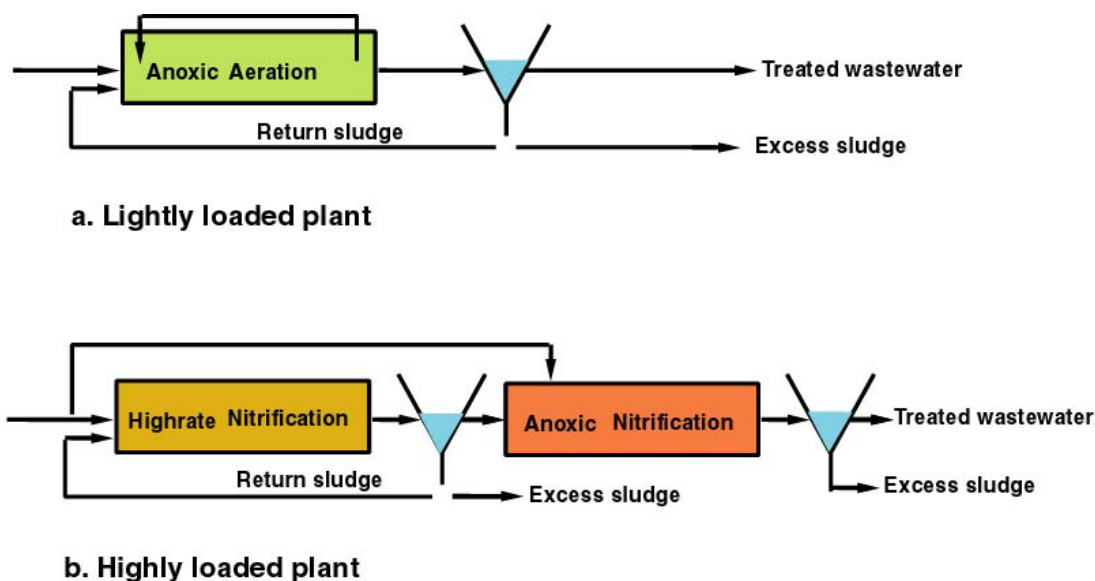 Anoxic Aeration
Treated wastewater
Return sludge
Excess sludge
a. Lightly loaded plant
Highrate Nitrification
Anoxic Nitrification
Treated wastewater
Return sludge
Excess sludge
Excess sludge
b. Highly loaded plant